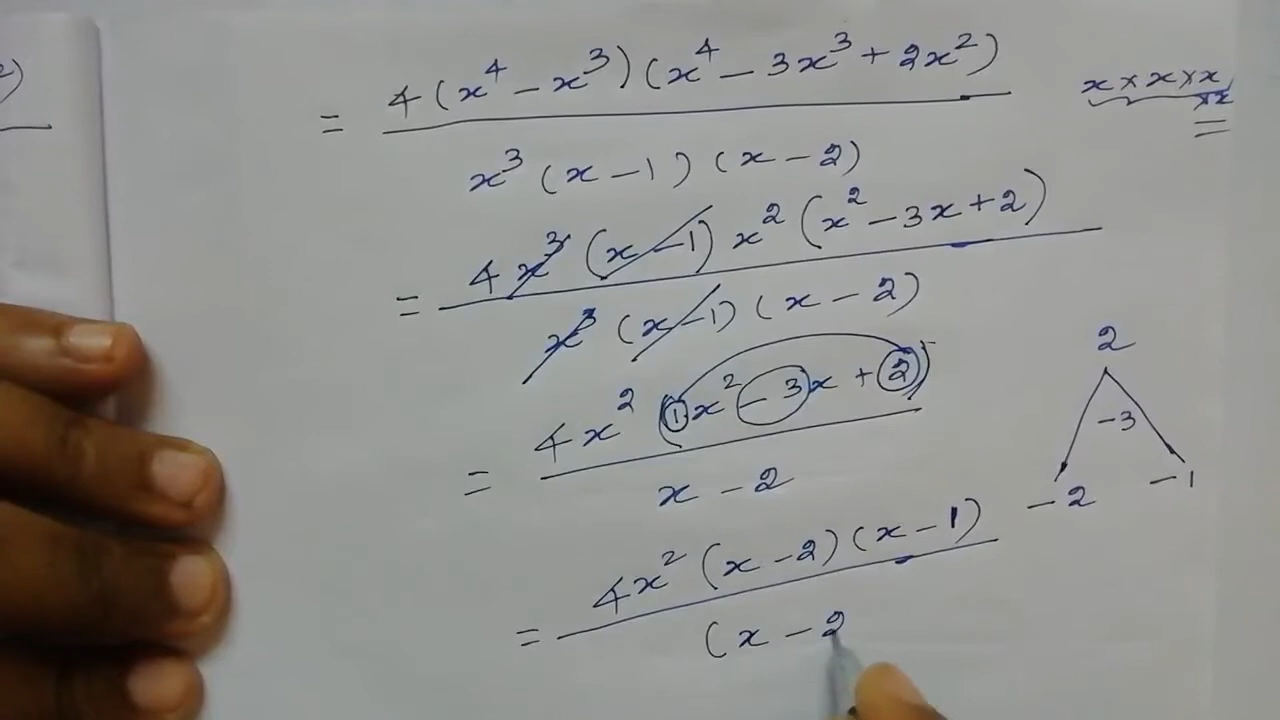 ²)
= 4(x⁴ - x³)(x⁴ - 3x³ + 2x²)
x × x × x
× x
x³ (x - 1) (x - 2)
= 4x³ (x - 1) x² (x² - 3x + 2)
x³ (x - 1) (x - 2)
= 4x² (1x² - 3x + 2)
x - 2
2
-3
-2 -1
= 4x² (x - 2) (x - 1)
(x - 2